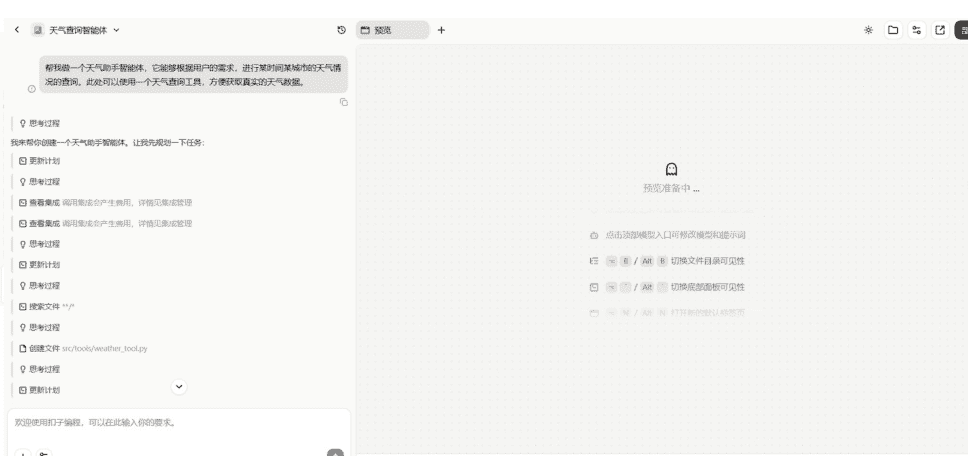 天气查询智能体
预览
帮我做一个天气助手智能体，它能够根据用户的需求，进行某时间某城市的天气情
况的查询。此处可以使用一个天气查询工具，方便获取真实的天气数据。
思考过程
我来帮你创建一个天气助手智能体。让我先规划一下任务：
更新计划
思考过程
查看集成 调用集成会产生费用，详情见集成管理
查看集成 调用集成会产生费用，详情见集成管理
思考过程
更新计划
思考过程
搜索文件 **/*
思考过程
创建文件 src/tools/weather_tool.py
思考过程
更新计划
欢迎使用扣子编程，可以在此输入你的要求。
预览准备中 ...
点击顶部模型入口可修改模型和提示词
/ Alt B 切换文件目录可见性
/ Alt 切换底部面板可见性